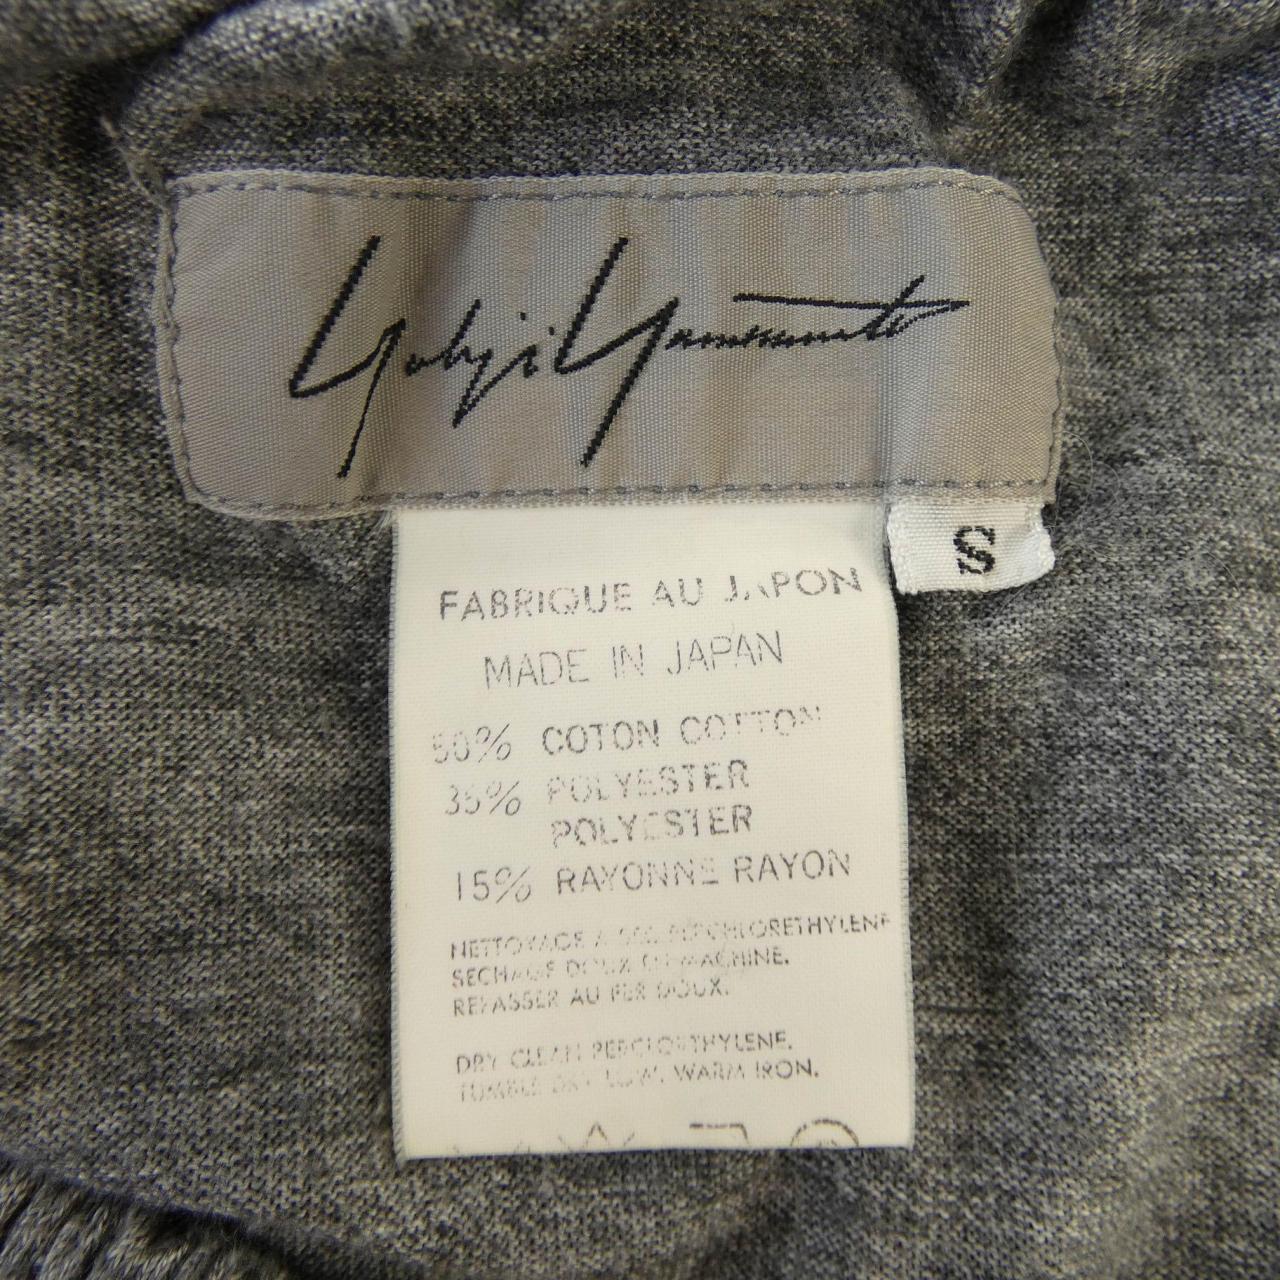 Yohji Yamamoto
S
FABRIQUE AU JAPON
MADE IN JAPAN
50% COTON COTTON
35% POLYESTER
POLYESTER
15% RAYONNE RAYON
NETTOYAGE A SEC PERCHLORETHYLENE
SECHAGE DOUX EN MACHINE.
REPASSER AU FER DOUX.
DRY CLEAN PERCLORTHYLENE.
TUMBLE DRY LOW. WARM IRON.